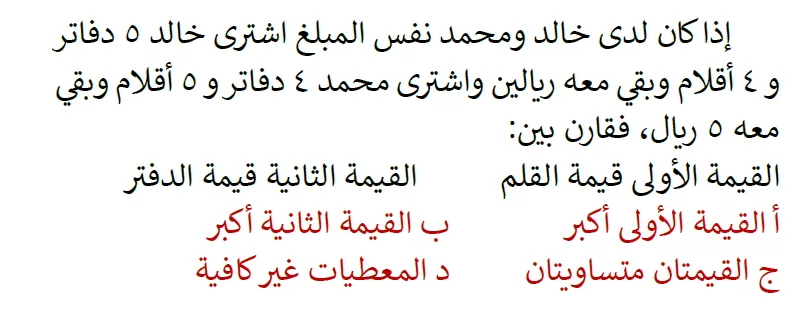 إذا كان لدى خالد ومحمد نفس المبلغ اشترى خالد ٥ دفاتر
و ٤ أقلام وبقي معه ريالين واشترى محمد ٤ دفاتر و ٥ أقلام وبقي
معه ٥ ريال، فقارن بين:
القيمة الأولى قيمة القلم القيمة الثانية قيمة الدفتر
أ القيمة الأولى أكبر ب القيمة الثانية أكبر
ج القيمتان متساويتان د المعطيات غير كافية